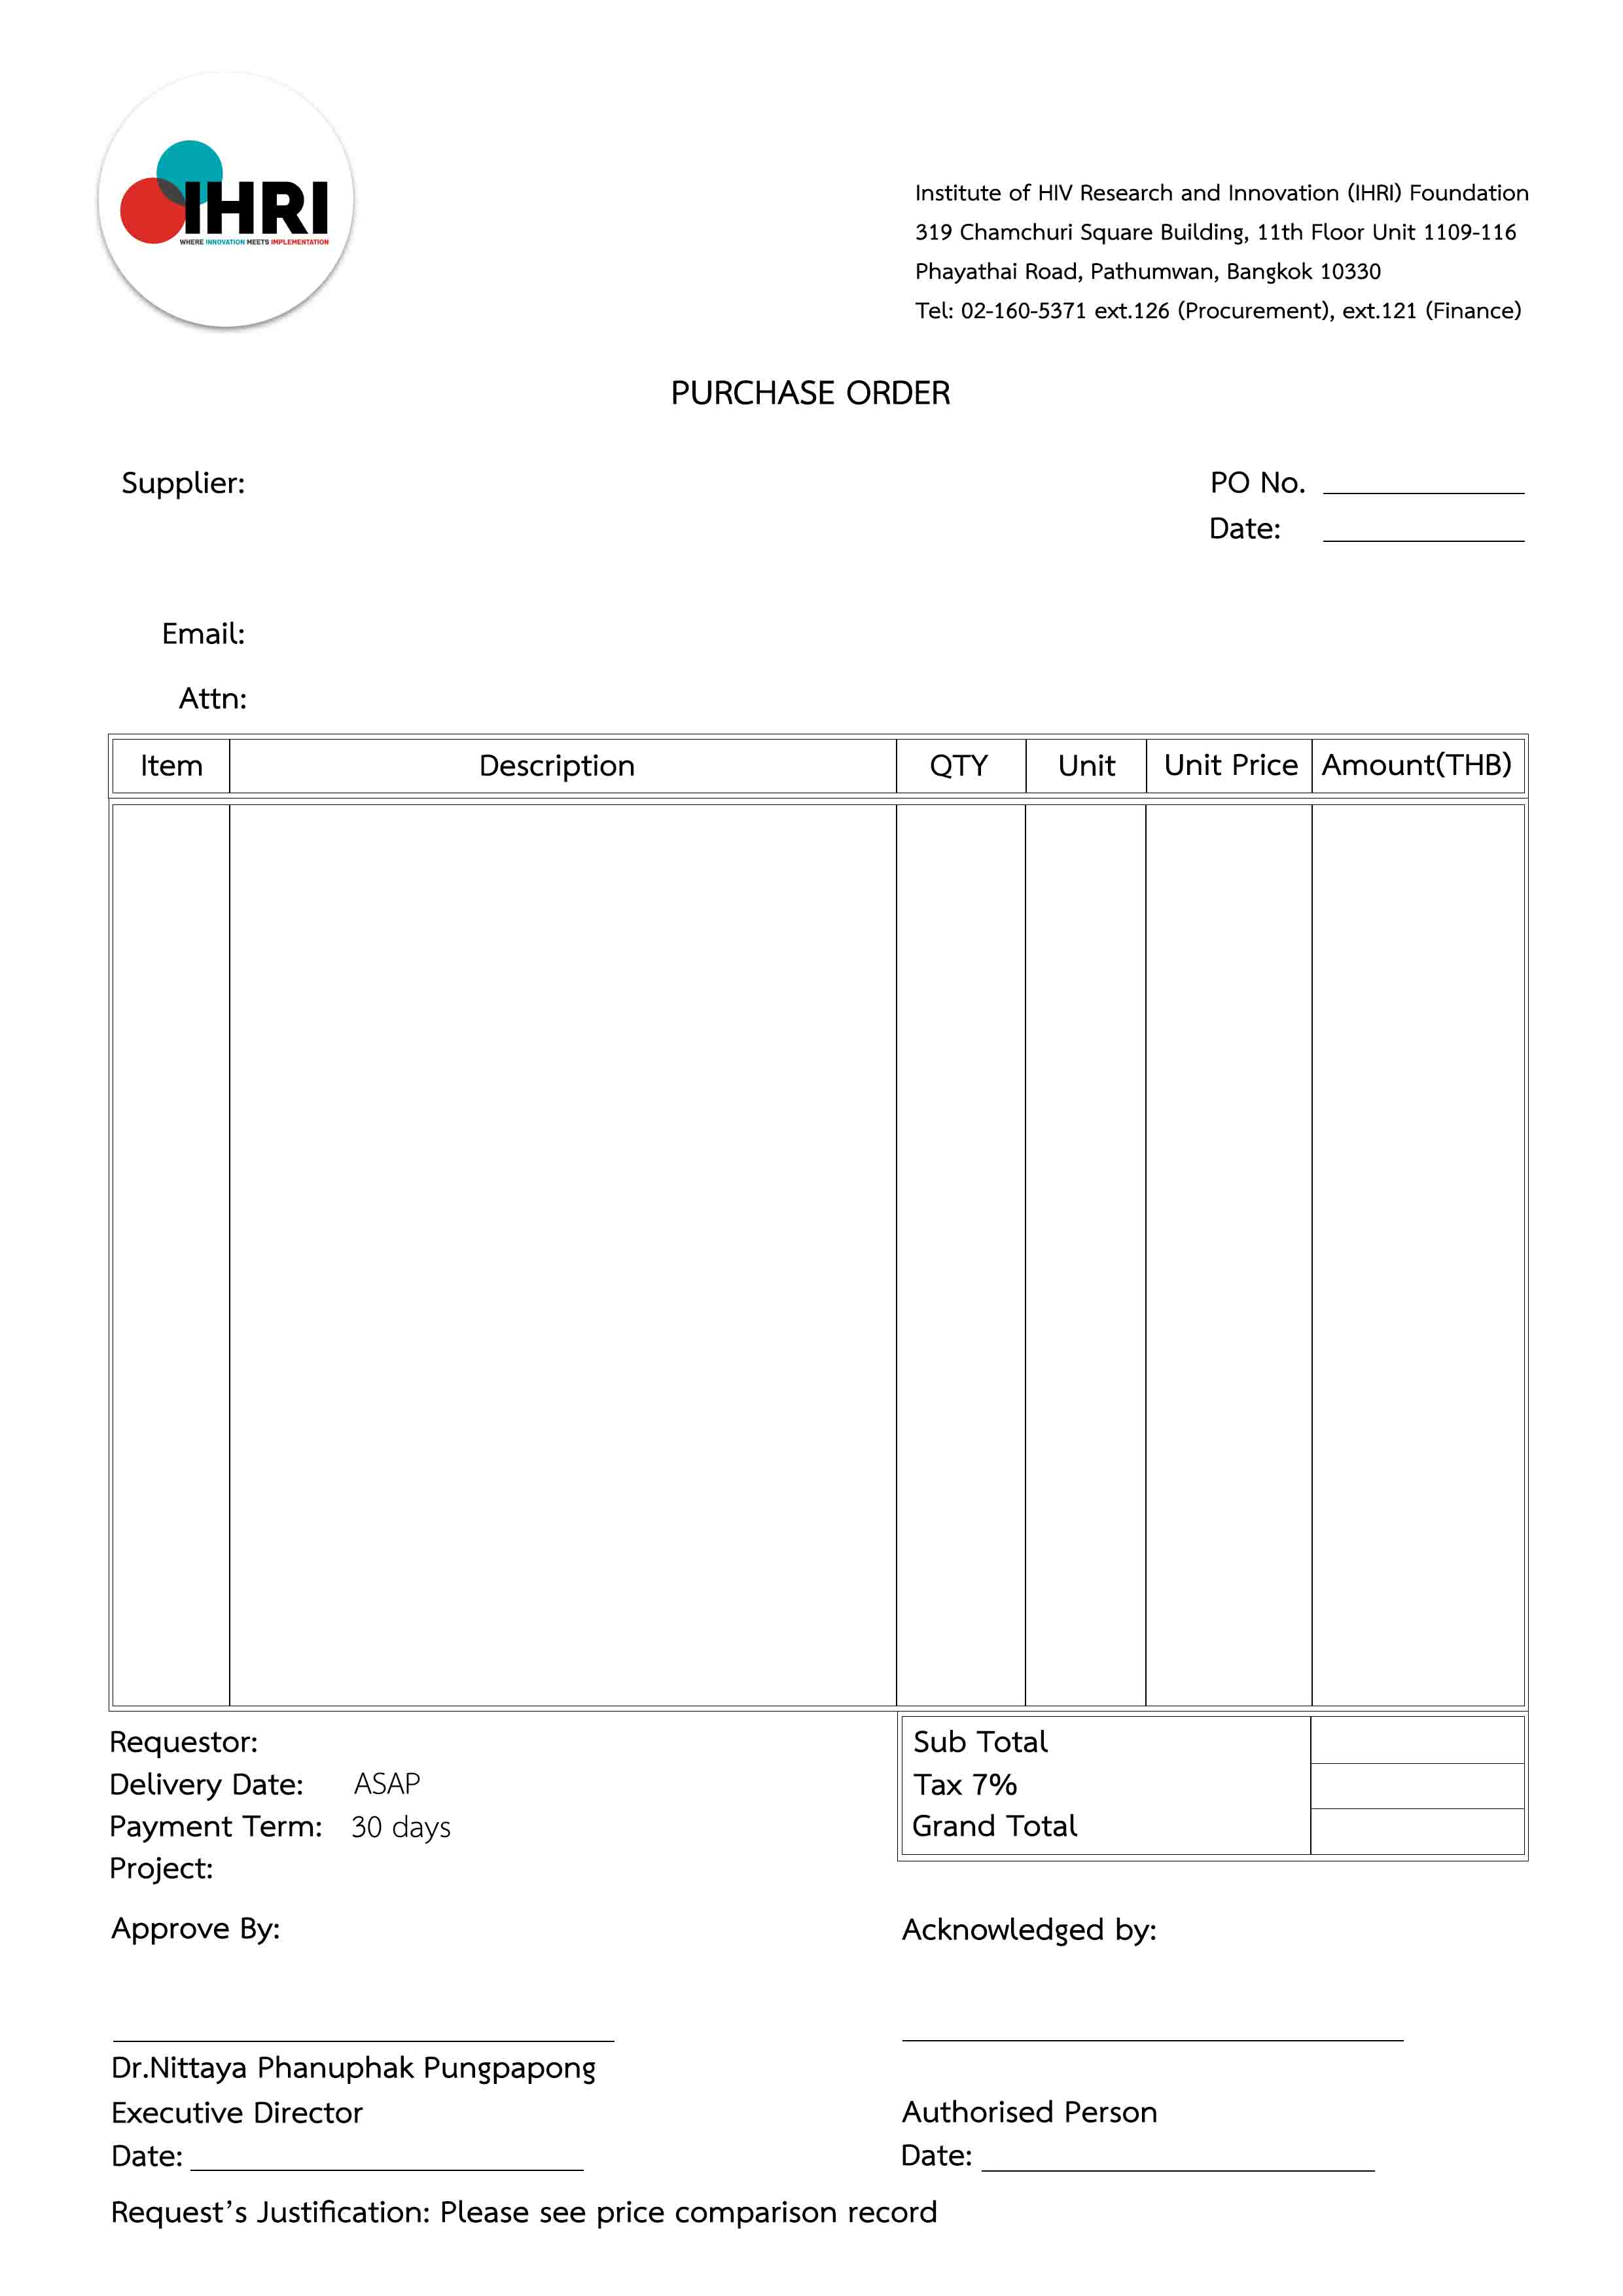 IHRI
WHERE INNOVATION MEETS IMPLEMENTATION
Institute of HIV Research and Innovation (IHRI) Foundation
319 Chamchuri Square Building, 11th Floor Unit 1109-116
Phayathai Road, Pathumwan, Bangkok 10330
Tel: 02-160-5371 ext.126 (Procurement), ext.121 (Finance)
PURCHASE ORDER
Supplier:
PO No.
Date:
Email:
Attn:
Item Description QTY Unit Unit Price Amount(THB)
Requestor:
Delivery Date: ASAP
Payment Term: 30 days
Project:
Sub Total
Tax 7%
Grand Total
Approve By:
Dr.Nittaya Phanuphak Pungpapong
Executive Director
Date:
Acknowledged by:
Authorised Person
Date:
Request’s Justification: Please see price comparison record